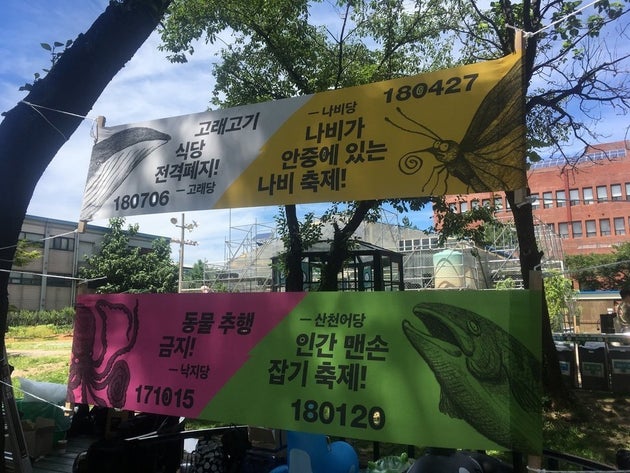 고래고기
식당
전격폐지!
180706 —고래당
180427
—나비당
나비가
안중에 있는
나비 축제!
동물 추행
금지!
—낙지당
171015
—산천어당
인간 맨손
잡기 축제!
180120